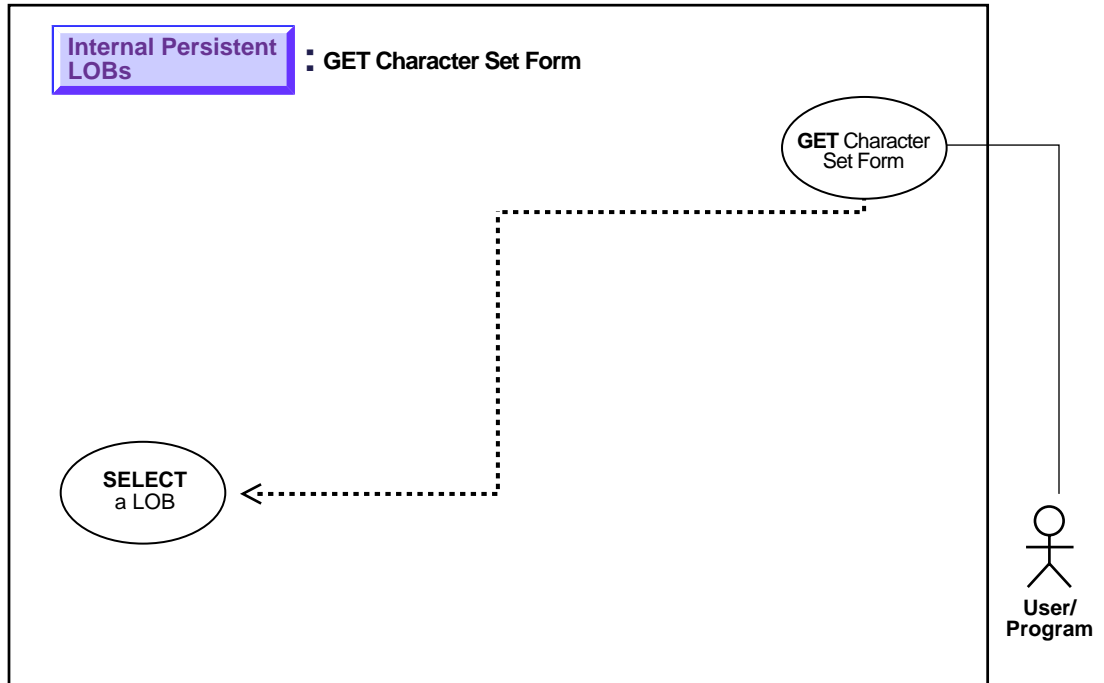 Internal Persistent
LOBs
: GET Character Set Form
GET Character
Set Form
SELECT
a LOB
User/
Program